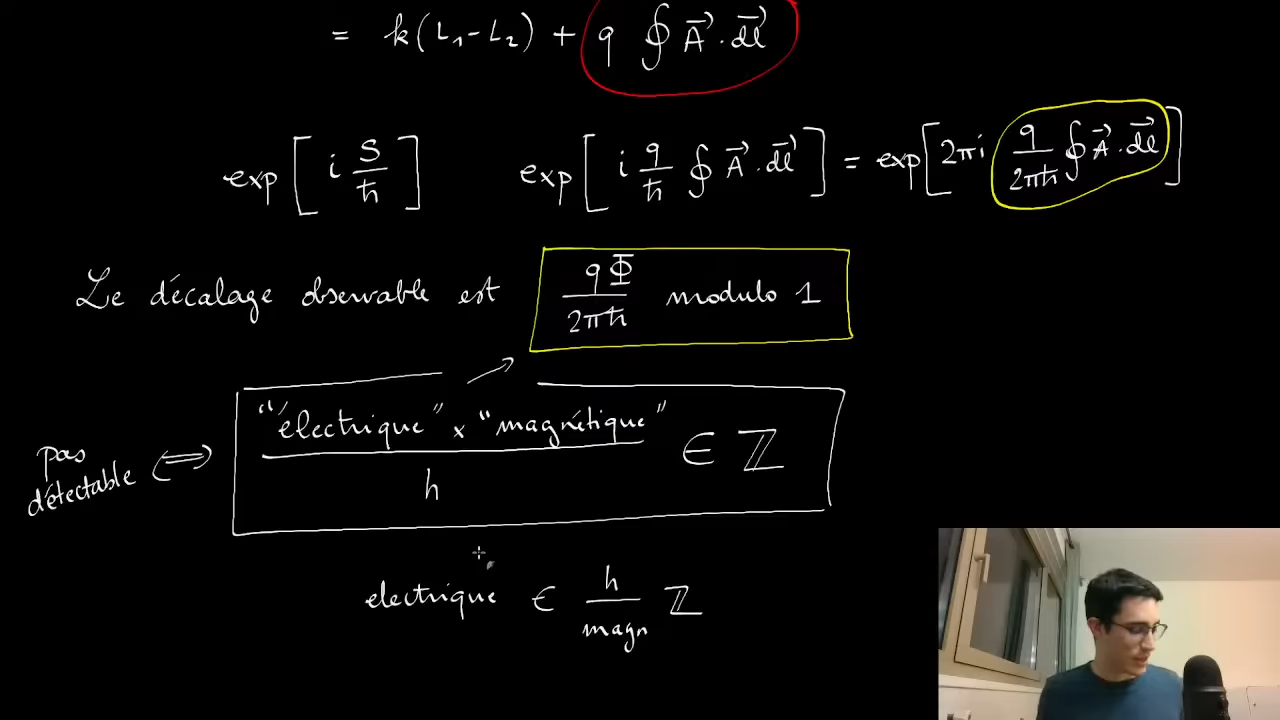 = k(L₁-L₂) + q ∮ A⃗.dl⃗
exp[i S/ħ] exp[i q/ħ ∮ A⃗.dl⃗] = exp[2πi q/2πħ ∮ A⃗.dl⃗]
Le décalage observable est qΦ/2πħ modulo 1
pas détectable ⟺ "électrique" x "magnétique" / h ∈ ℤ
electrique ∈ h/magn ℤ